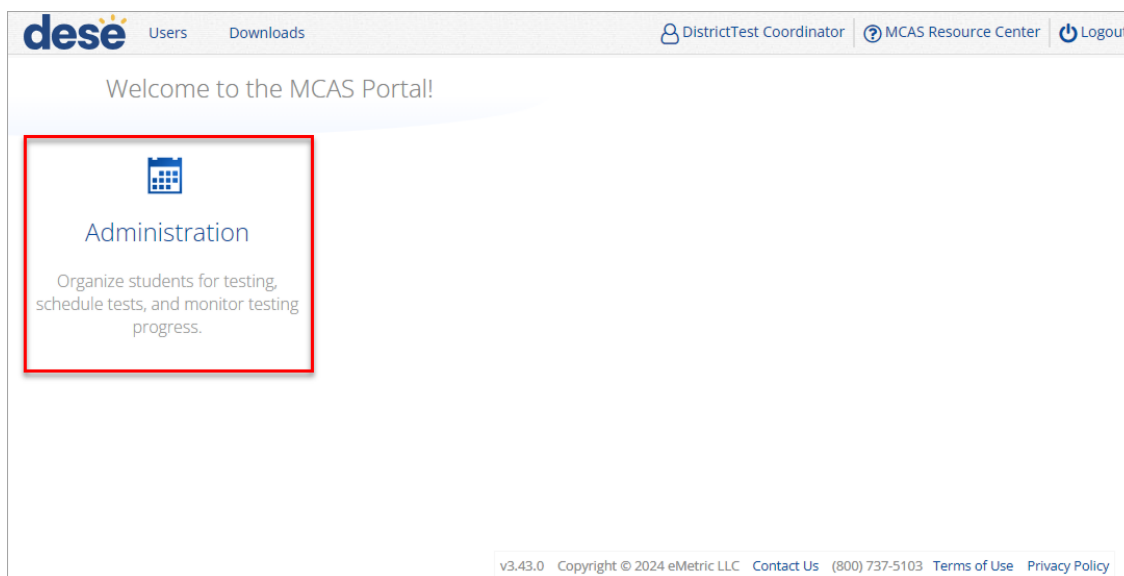 dese Users Downloads DistrictTest Coordinator MCAS Resource Center Logout
Welcome to the MCAS Portal!
Administration
Organize students for testing,
schedule tests, and monitor testing
progress.
v3.43.0 Copyright © 2024 eMetric LLC Contact Us (800) 737-5103 Terms of Use Privacy Policy